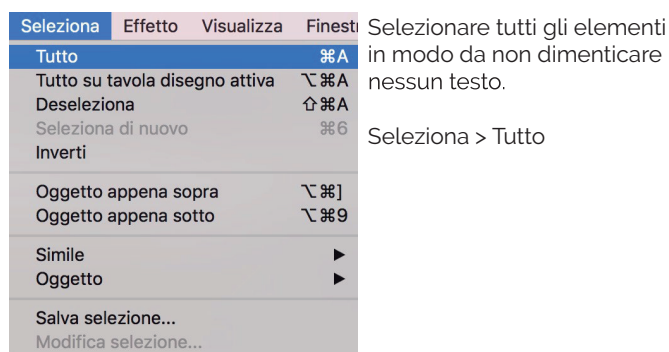 Seleziona Effetto Visualizza Finest
Tutto ⌘A
Tutto su tavola disegno attiva ⌥⌘A
Deseleziona ⇧⌘A
Seleziona di nuovo ⌘6
Inverti
Oggetto appena sopra ⌥⌘]
Oggetto appena sotto ⌥⌘9
Simile ▶
Oggetto ▶
Salva selezione...
Modifica selezione...
Selezionare tutti gli elementi
in modo da non dimenticare
nessun testo.
Seleziona > Tutto